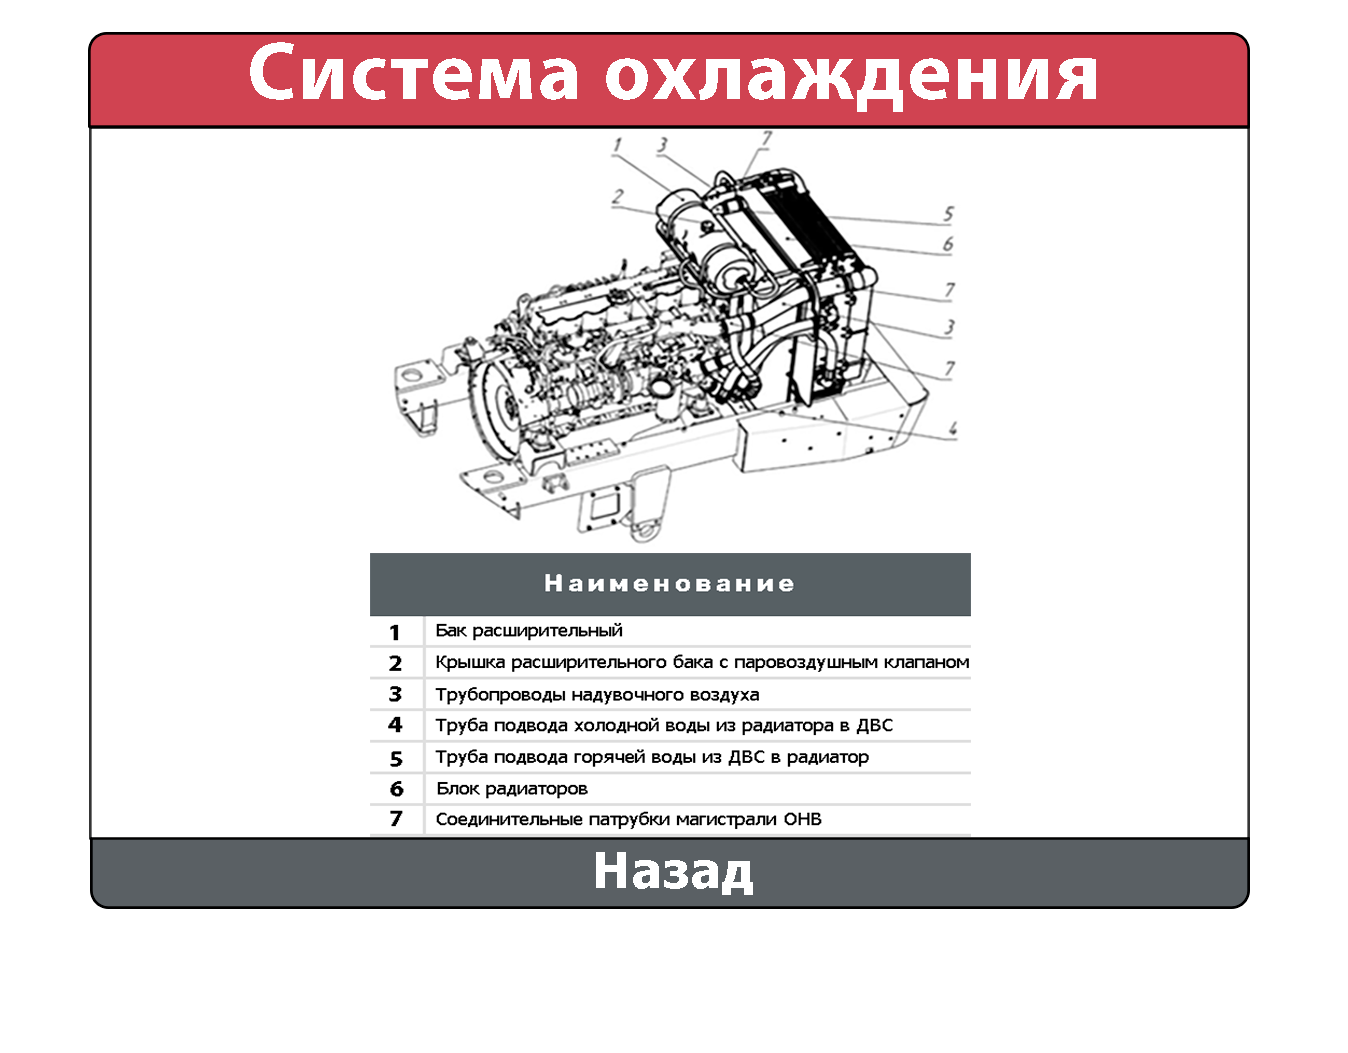 Система охлаждения
1 3 7
2
5
6
7
3
7
4
Наименование
1 Бак расширительный
2 Крышка расширительного бака с паровоздушным клапаном
3 Трубопроводы надувочного воздуха
4 Труба подвода холодной воды из радиатора в ДВС
5 Труба подвода горячей воды из ДВС в радиатор
6 Блок радиаторов
7 Соединительные патрубки магистрали ОНВ
Назад